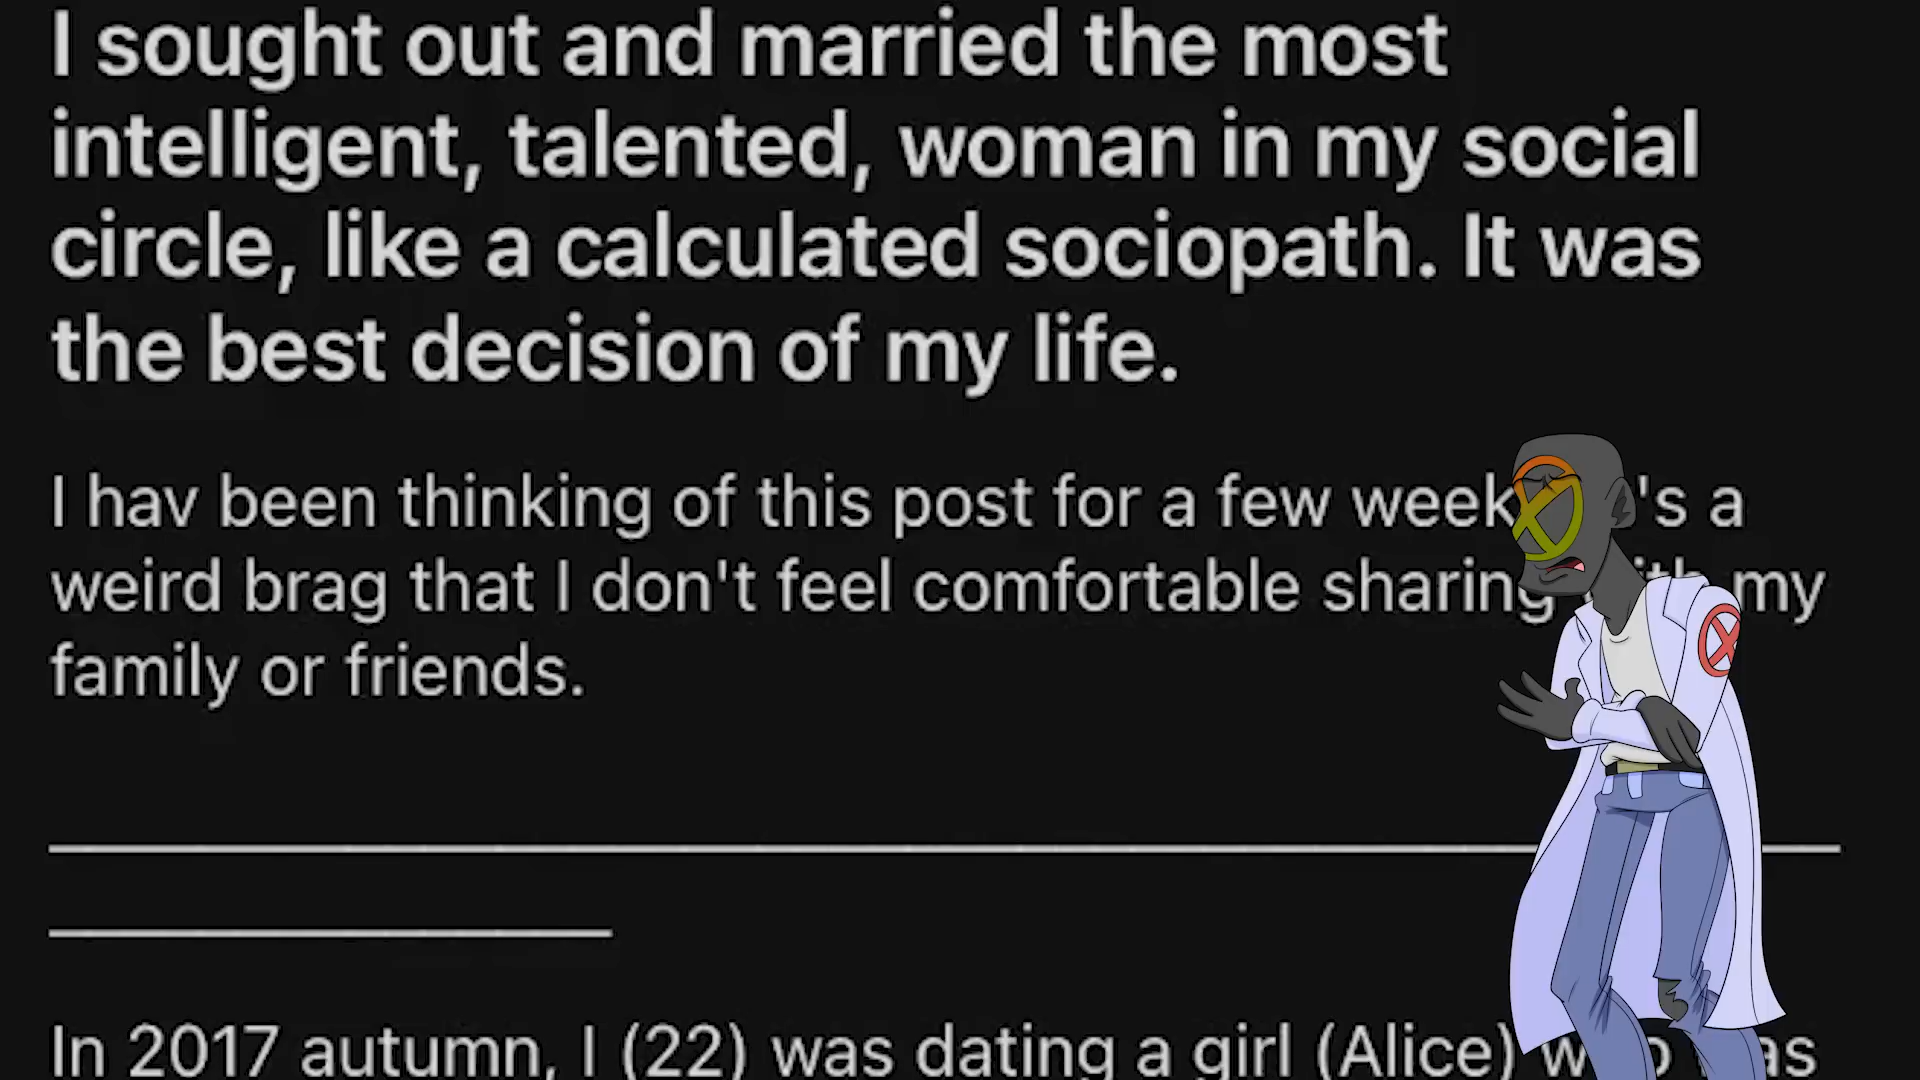 I sought out and married the most
intelligent, talented, woman in my social
circle, like a calculated sociopath. It was
the best decision of my life.
I hav been thinking of this post for a few week 's a
weird brag that I don't feel comfortable sharing my
family or friends.
In 2017 autumn, I (22) was dating a girl (Alice)